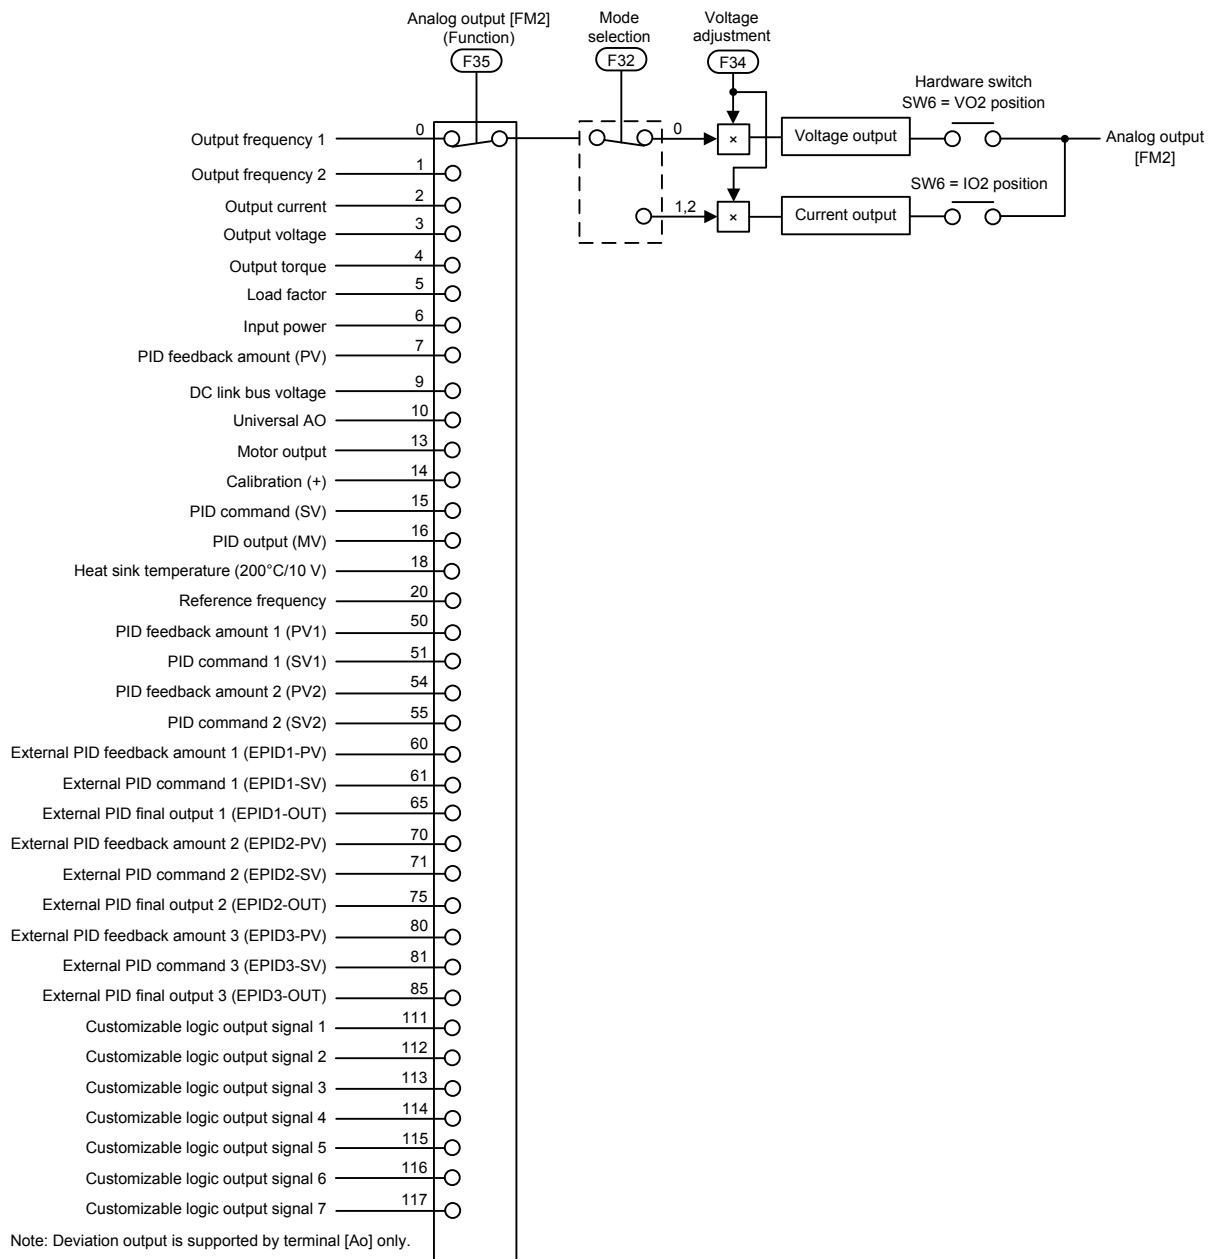 Analog output [FM2]
(Function)
F35
Mode
selection
F32
Voltage
adjustment
F34
Hardware switch
SW6 = VO2 position
Output frequency 1
0
0
×
Voltage output
Analog output
[FM2]
Output frequency 2
1
SW6 = IO2 position
Output current
2
1,2
×
Current output
Output voltage
3
Output torque
4
Load factor
5
Input power
6
PID feedback amount (PV)
7
DC link bus voltage
9
Universal AO
10
Motor output
13
Calibration (+)
14
PID command (SV)
15
PID output (MV)
16
Heat sink temperature (200°C/10 V)
18
Reference frequency
20
PID feedback amount 1 (PV1)
50
PID command 1 (SV1)
51
PID feedback amount 2 (PV2)
54
PID command 2 (SV2)
55
External PID feedback amount 1 (EPID1-PV)
60
External PID command 1 (EPID1-SV)
61
External PID final output 1 (EPID1-OUT)
65
External PID feedback amount 2 (EPID2-PV)
70
External PID command 2 (EPID2-SV)
71
External PID final output 2 (EPID2-OUT)
75
External PID feedback amount 3 (EPID3-PV)
80
External PID command 3 (EPID3-SV)
81
External PID final output 3 (EPID3-OUT)
85
Customizable logic output signal 1
111
Customizable logic output signal 2
112
Customizable logic output signal 3
113
Customizable logic output signal 4
114
Customizable logic output signal 5
115
Customizable logic output signal 6
116
Customizable logic output signal 7
117
Note: Deviation output is supported by terminal [Ao] only.